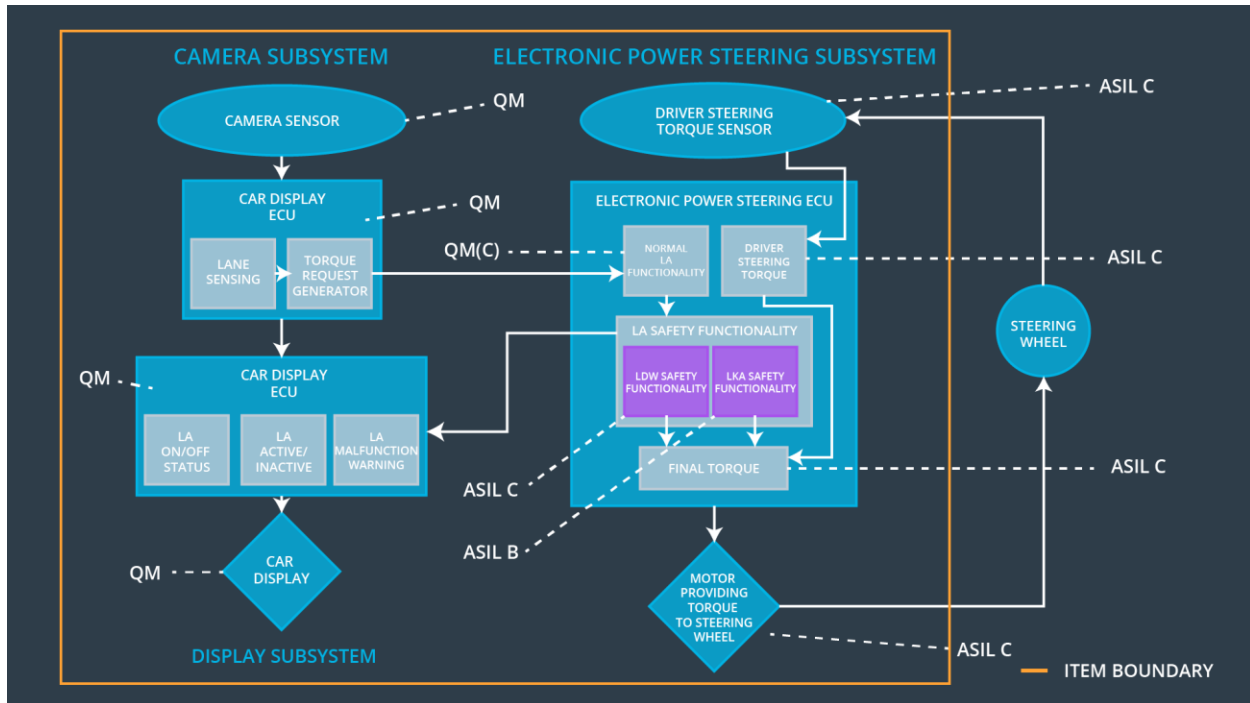 CAMERA SUBSYSTEM
ELECTRONIC POWER STEERING SUBSYSTEM
CAMERA SENSOR
QM
DRIVER STEERING
TORQUE SENSOR
ASIL C
CAR DISPLAY
ECU
QM
LANE
SENSING
TORQUE
REQUEST
GENERATOR
ELECTRONIC POWER STEERING ECU
QM(C)
NORMAL
LA
FUNCTIONALITY
DRIVER
STEERING
TORQUE
ASIL C
LA SAFETY FUNCTIONALITY
LDW SAFETY
FUNCTIONALITY
LKA SAFETY
FUNCTIONALITY
STEERING
WHEEL
QM
CAR DISPLAY
ECU
LA
ON/OFF
STATUS
LA
ACTIVE/
INACTIVE
LA
MALFUNCTION
WARNING
FINAL TORQUE
ASIL C
ASIL C
ASIL B
QM
CAR
DISPLAY
MOTOR
PROVIDING
TORQUE
TO STEERING
WHEEL
ASIL C
DISPLAY SUBSYSTEM
ITEM BOUNDARY